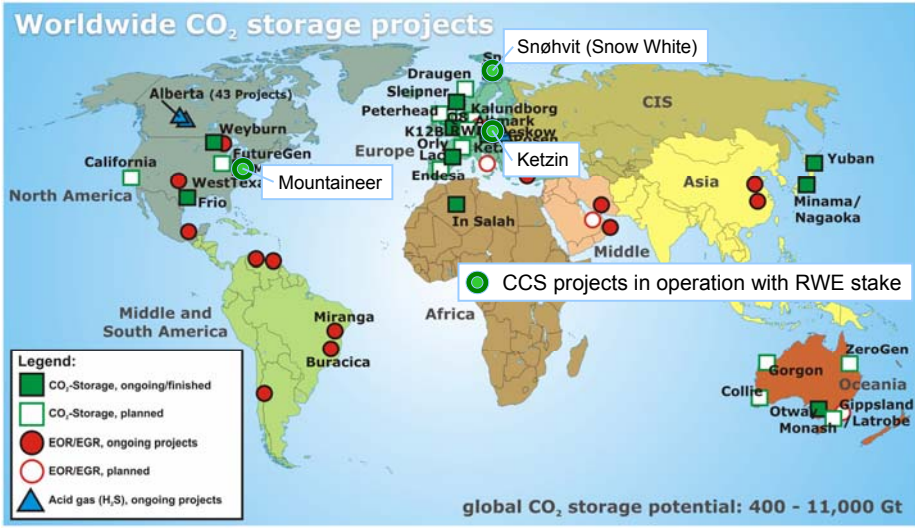 Worldwide CO₂ storage projects
Snøhvit (Snow White)
Draugen
Sleipner
Alberta (43 Projects)
Peterhead
Kalundborg
CIS
Weyburn
K12B
RWE
Orly
Ketzin
FutureGen
Europe
Lacq
California
Mountaineer
Endesa
Asia
Yuban
North America
WestTexas
Frio
In Salah
Minama/
Nagaoka
Middle
CCS projects in operation with RWE stake
Middle and
South America
Africa
Miranga
Buracica
ZeroGen
Gorgon
Oceania
Collie
Otway
Gippsland
Monash
/ Latrobe
Legend:
CO₂-Storage, ongoing/finished
CO₂-Storage, planned
EOR/EGR, ongoing projects
EOR/EGR, planned
Acid gas (H₂S), ongoing projects
global CO₂ storage potential: 400 - 11,000 Gt